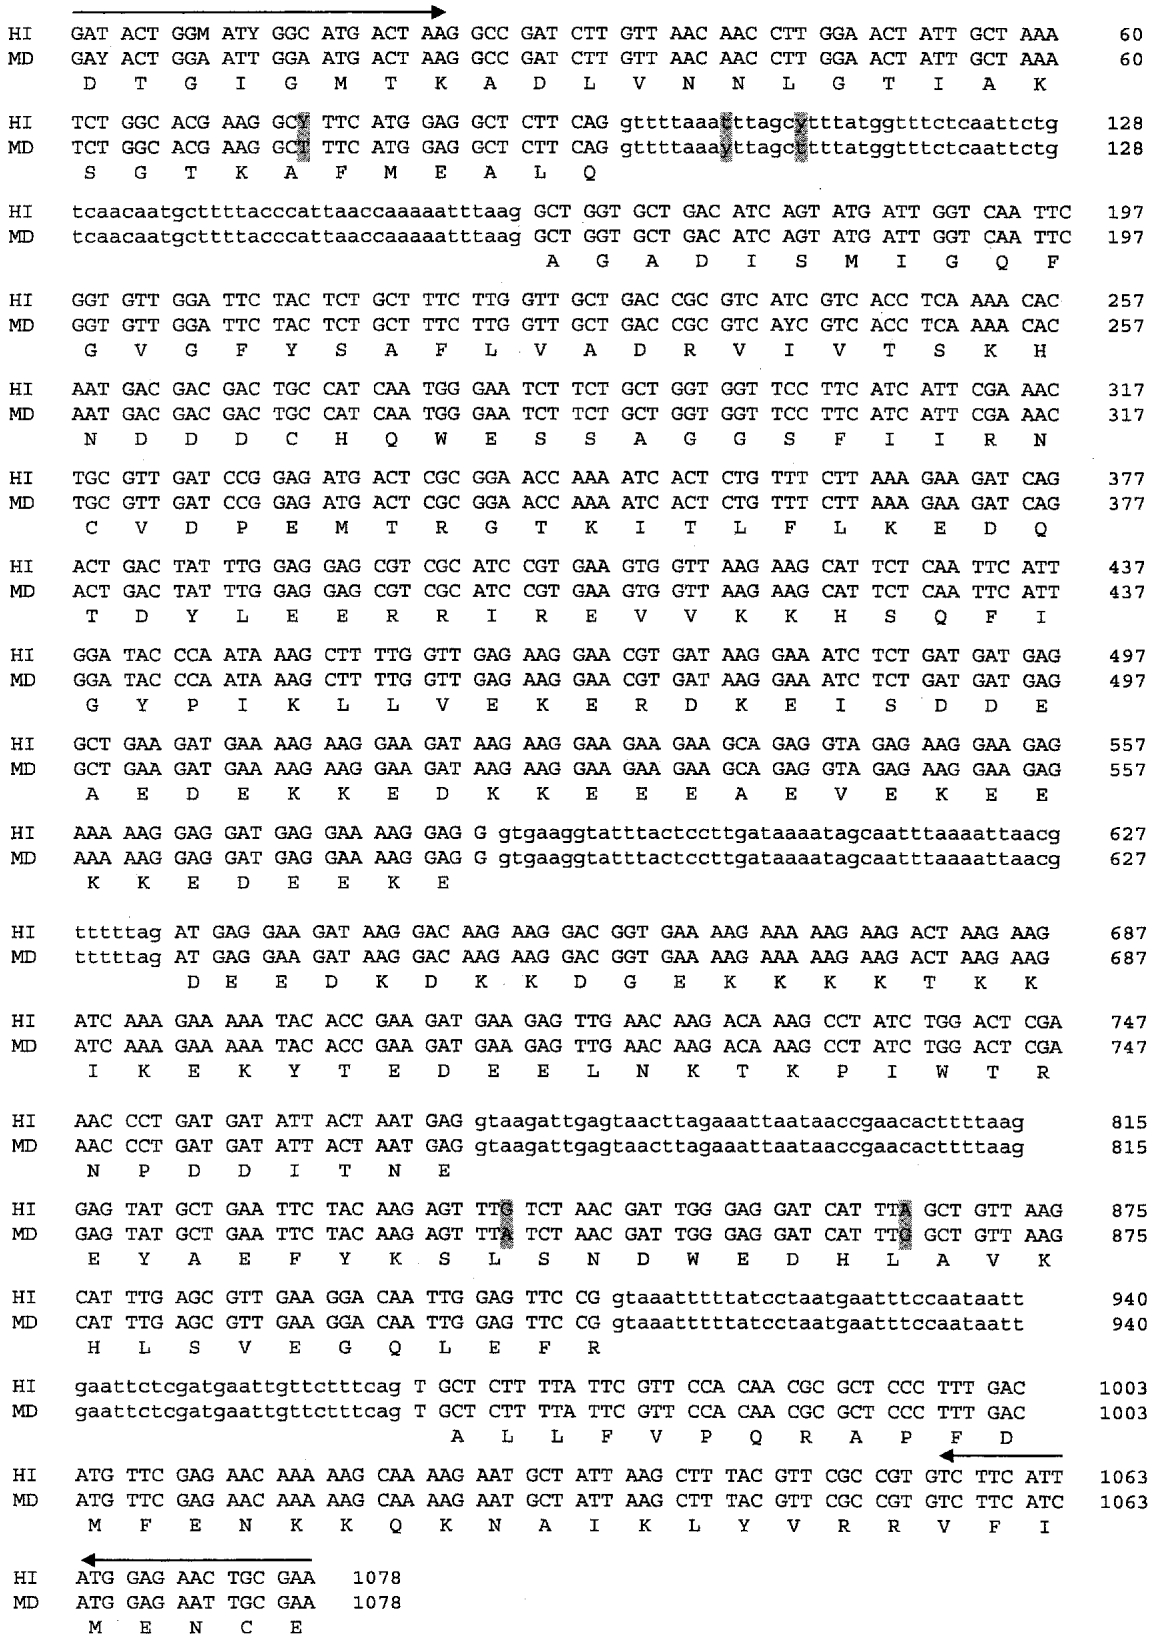 HI GAT ACT GGM ATY GGC ATG ACT AAG GCC GAT CTT GTT AAC AAC CTT GGA ACT ATT GCT AAA 60
MD GAY ACT GGA ATT GGA ATG ACT AAG GCC GAT CTT GTT AAC AAC CTT GGA ACT ATT GCT AAA 60
D T G I G M T K A D L V N N L G T I A K
HI TCT GGC ACG AAG GCY TTC ATG GAG GCT CTT CAG gttttaaattttagcytttatggtttctcaattctg 128
MD TCT GGC ACG AAG GCT TTC ATG GAG GCT CTT CAG gttttaaayttagcttttatggtttctcaattctg 128
S G T K A F M E A L Q
HI tcaacaatgcttttacccattaaccaaaaatttaag GCT GGT GCT GAC ATC AGT ATG ATT GGT CAA TTC 197
MD tcaacaatgcttttacccattaaccaaaaatttaag GCT GGT GCT GAC ATC AGT ATG ATT GGT CAA TTC 197
A G A D I S M I G Q F
HI GGT GTT GGA TTC TAC TCT GCT TTC TTG GTT GCT GAC CGC GTC ATC GTC ACC TCA AAA CAC 257
MD GGT GTT GGA TTC TAC TCT GCT TTC TTG GTT GCT GAC CGC GTC AYC GTC ACC TCA AAA CAC 257
G V G F Y S A F L V A D R V I V T S K H
HI AAT GAC GAC GAC TGC CAT CAA TGG GAA TCT TCT GCT GGT GGT TCC TTC ATC ATT CGA AAC 317
MD AAT GAC GAC GAC TGC CAT CAA TGG GAA TCT TCT GCT GGT GGT TCC TTC ATC ATT CGA AAC 317
N D D D C H Q W E S S A G G S F I I R N
HI TGC GTT GAT CCG GAG ATG ACT CGC GGA ACC AAA ATC ACT CTG TTT CTT AAA GAA GAT CAG 377
MD TGC GTT GAT CCG GAG ATG ACT CGC GGA ACC AAA ATC ACT CTG TTT CTT AAA GAA GAT CAG 377
C V D P E M T R G T K I T L F L K E D Q
HI ACT GAC TAT TTG GAG GAG CGT CGC ATC CGT GAA GTG GTT AAG AAG CAT TCT CAA TTC ATT 437
MD ACT GAC TAT TTG GAG GAG CGT CGC ATC CGT GAA GTG GTT AAG AAG CAT TCT CAA TTC ATT 437
T D Y L E E R R I R E V V K K H S Q F I
HI GGA TAC CCA ATA AAG CTT TTG GTT GAG AAG GAA CGT GAT AAG GAA ATC TCT GAT GAT GAG 497
MD GGA TAC CCA ATA AAG CTT TTG GTT GAG AAG GAA CGT GAT AAG GAA ATC TCT GAT GAT GAG 497
G Y P I K L L V E K E R D K E I S D D E
HI GCT GAA GAT GAA AAG AAG GAA GAT AAG AAG GAA GAA GAA GCA GAG GTA GAG AAG GAA GAG 557
MD GCT GAA GAT GAA AAG AAG GAA GAT AAG AAG GAA GAA GAA GCA GAG GTA GAG AAG GAA GAG 557
A E D E K K E D K K E E E A E V E K E E
HI AAA AAG GAG GAT GAG GAA AAG GAG G gtgaaggtatttactccttgataaaatagcaatttaaaattaacg 627
MD AAA AAG GAG GAT GAG GAA AAG GAG G gtgaaggtatttactccttgataaaatagcaatttaaaattaacg 627
K K E D E E K E
HI tttttag AT GAG GAA GAT AAG GAC AAG AAG GAC GGT GAA AAG AAA AAG AAG ACT AAG AAG 687
MD tttttag AT GAG GAA GAT AAG GAC AAG AAG GAC GGT GAA AAG AAA AAG AAG ACT AAG AAG 687
D E E D K D K K D G E K K K K T K K
HI ATC AAA GAA AAA TAC ACC GAA GAT GAA GAG TTG AAC AAG ACA AAG CCT ATC TGG ACT CGA 747
MD ATC AAA GAA AAA TAC ACC GAA GAT GAA GAG TTG AAC AAG ACA AAG CCT ATC TGG ACT CGA 747
I K E K Y T E D E E L N K T K P I W T R
HI AAC CCT GAT GAT ATT ACT AAT GAG gtaagattgagtaacttagaaattaataaccgaacacttttaag 815
MD AAC CCT GAT GAT ATT ACT AAT GAG gtaagattgagtaacttagaaattaataaccgaacacttttaag 815
N P D D I T N E
HI GAG TAT GCT GAA TTC TAC AAG AGT TTG TCT AAC GAT TGG GAG GAT CAT TTA GCT GTT AAG 875
MD GAG TAT GCT GAA TTC TAC AAG AGT TTA TCT AAC GAT TGG GAG GAT CAT TTG GCT GTT AAG 875
E Y A E F Y K S L S N D W E D H L A V K
HI CAT TTG AGC GTT GAA GGA CAA TTG GAG TTC CG gtaaatttttatcctaatgaatttccaataatt 940
MD CAT TTG AGC GTT GAA GGA CAA TTG GAG TTC CG gtaaatttttatcctaatgaatttccaataatt 940
H L S V E G Q L E F R
HI gaattctcgatgaattgttctttcag T GCT CTT TTA TTC GTT CCA CAA CGC GCT CCC TTT GAC 1003
MD gaattctcgatgaattgttctttcag T GCT CTT TTA TTC GTT CCA CAA CGC GCT CCC TTT GAC 1003
A L L F V P Q R A P F D
HI ATG TTC GAG AAC AAA AAG CAA AAG AAT GCT ATT AAG CTT TAC GTT CGC CGT GTC TTC ATT 1063
MD ATG TTC GAG AAC AAA AAG CAA AAG AAT GCT ATT AAG CTT TAC GTT CGC CGT GTC TTC ATC 1063
M F E N K K Q K N A I K L Y V R R V F I
HI ATG GAG AAC TGC GAA 1078
MD ATG GAG AAT TGC GAA 1078
M E N C E